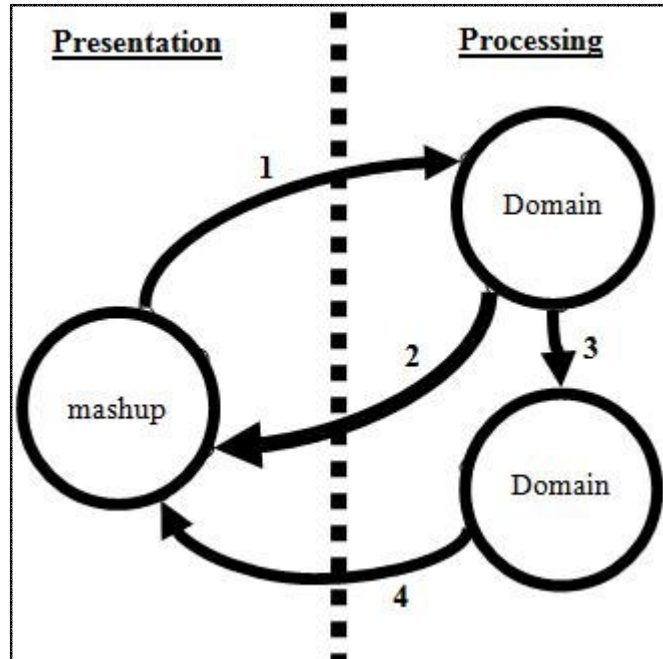 Presentation
Processing
1
Domain
2
3
mashup
Domain
4